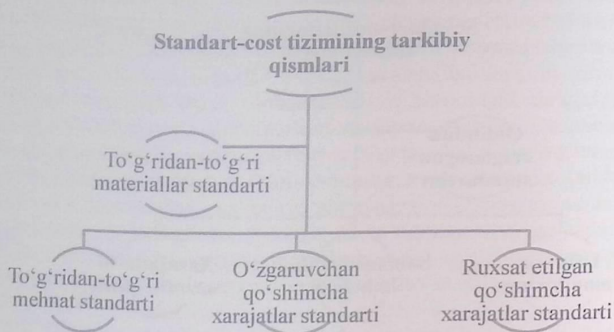 Standart-cost tizimining tarkibiy
qismlari
To‘g‘ridan-to‘g‘ri
materiallar standarti
To‘g‘ridan-to‘g‘ri
mehnat standarti
O‘zgaruvchan
qo‘shimcha
xarajatlar standarti
Ruxsat etilgan
qo‘shimcha
xarajatlar standarti